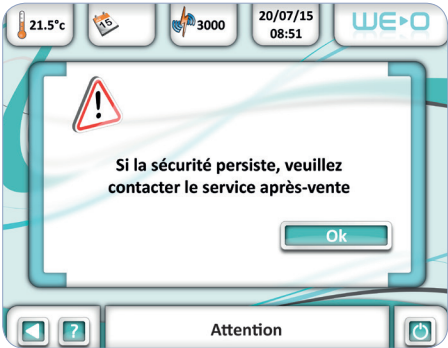 21.5°c
15
3000
20/07/15
08:51
WE►O
Si la sécurité persiste, veuillez
contacter le service après-vente
Ok
?
Attention